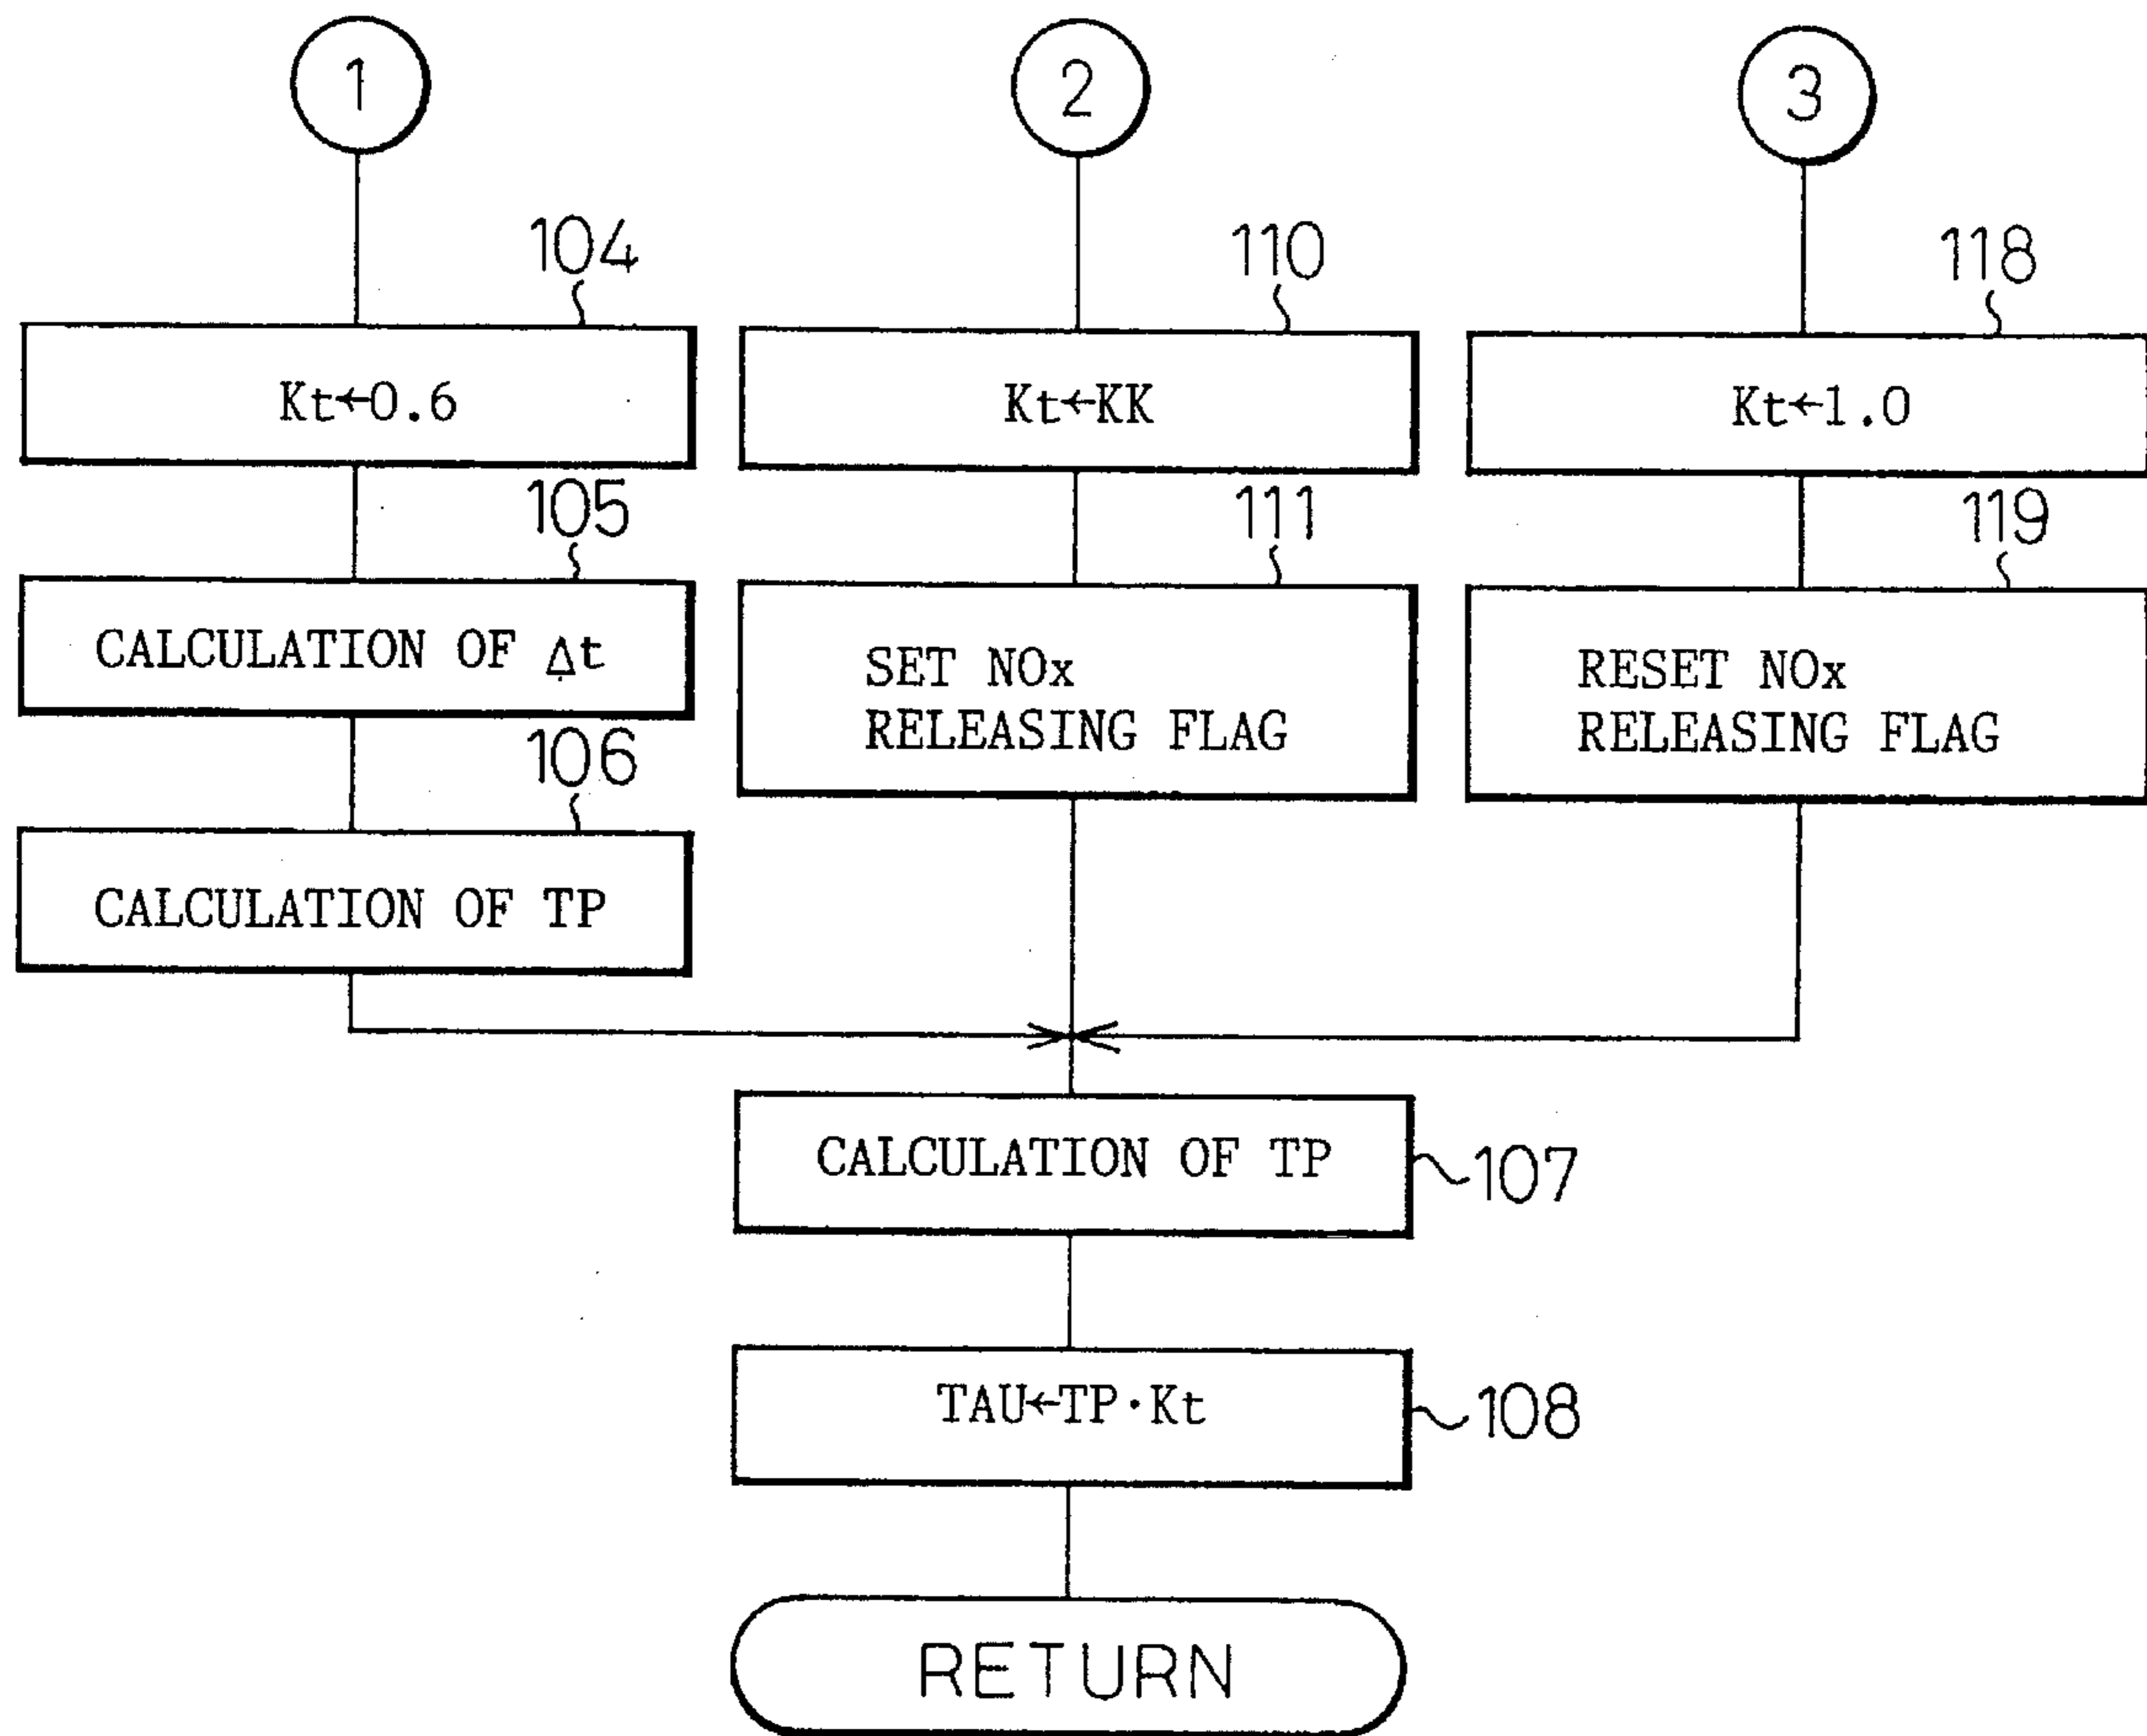 1
2
3
104
110
118
Kt←0.6
Kt←KK
Kt←1.0
105
111
119
CALCULATION OF Δt
SET NOx
RELEASING FLAG
RESET NOx
RELEASING FLAG
106
CALCULATION OF TP
CALCULATION OF TP
107
TAU←TP·Kt
108
RETURN